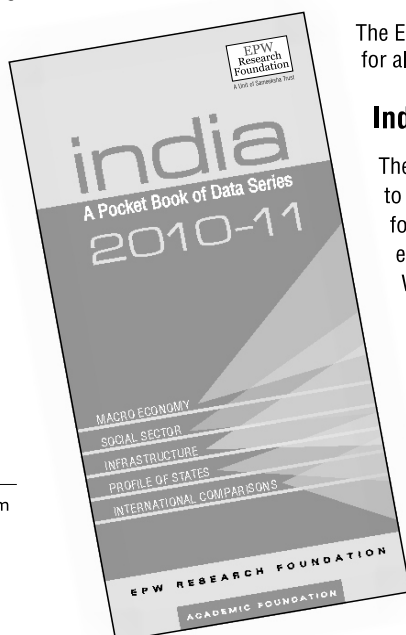 EPW
Research
Foundation
A Unit of Sameeksha Trust
india
A Pocket Book of Data Series
2010-11
MACRO ECONOMY
SOCIAL SECTOR
INFRASTRUCTURE
PROFILE OF STATES
INTERNATIONAL COMPARISONS
EPW RESEARCH FOUNDATION
ACADEMIC FOUNDATION
The E
for al
Ind
The
to
fo
e
m